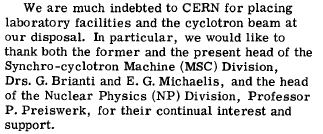 We are much indebted to CERN for placing
laboratory facilities and the cyclotron beam at
our disposal. In particular, we would like to
thank both the former and the present head of the
Synchro-cyclotron Machine (MSC) Division,
Drs. G. Brianti and E. G. Michaelis, and the head
of the Nuclear Physics (NP) Division, Professor
P. Preiswerk, for their continual interest and
support.